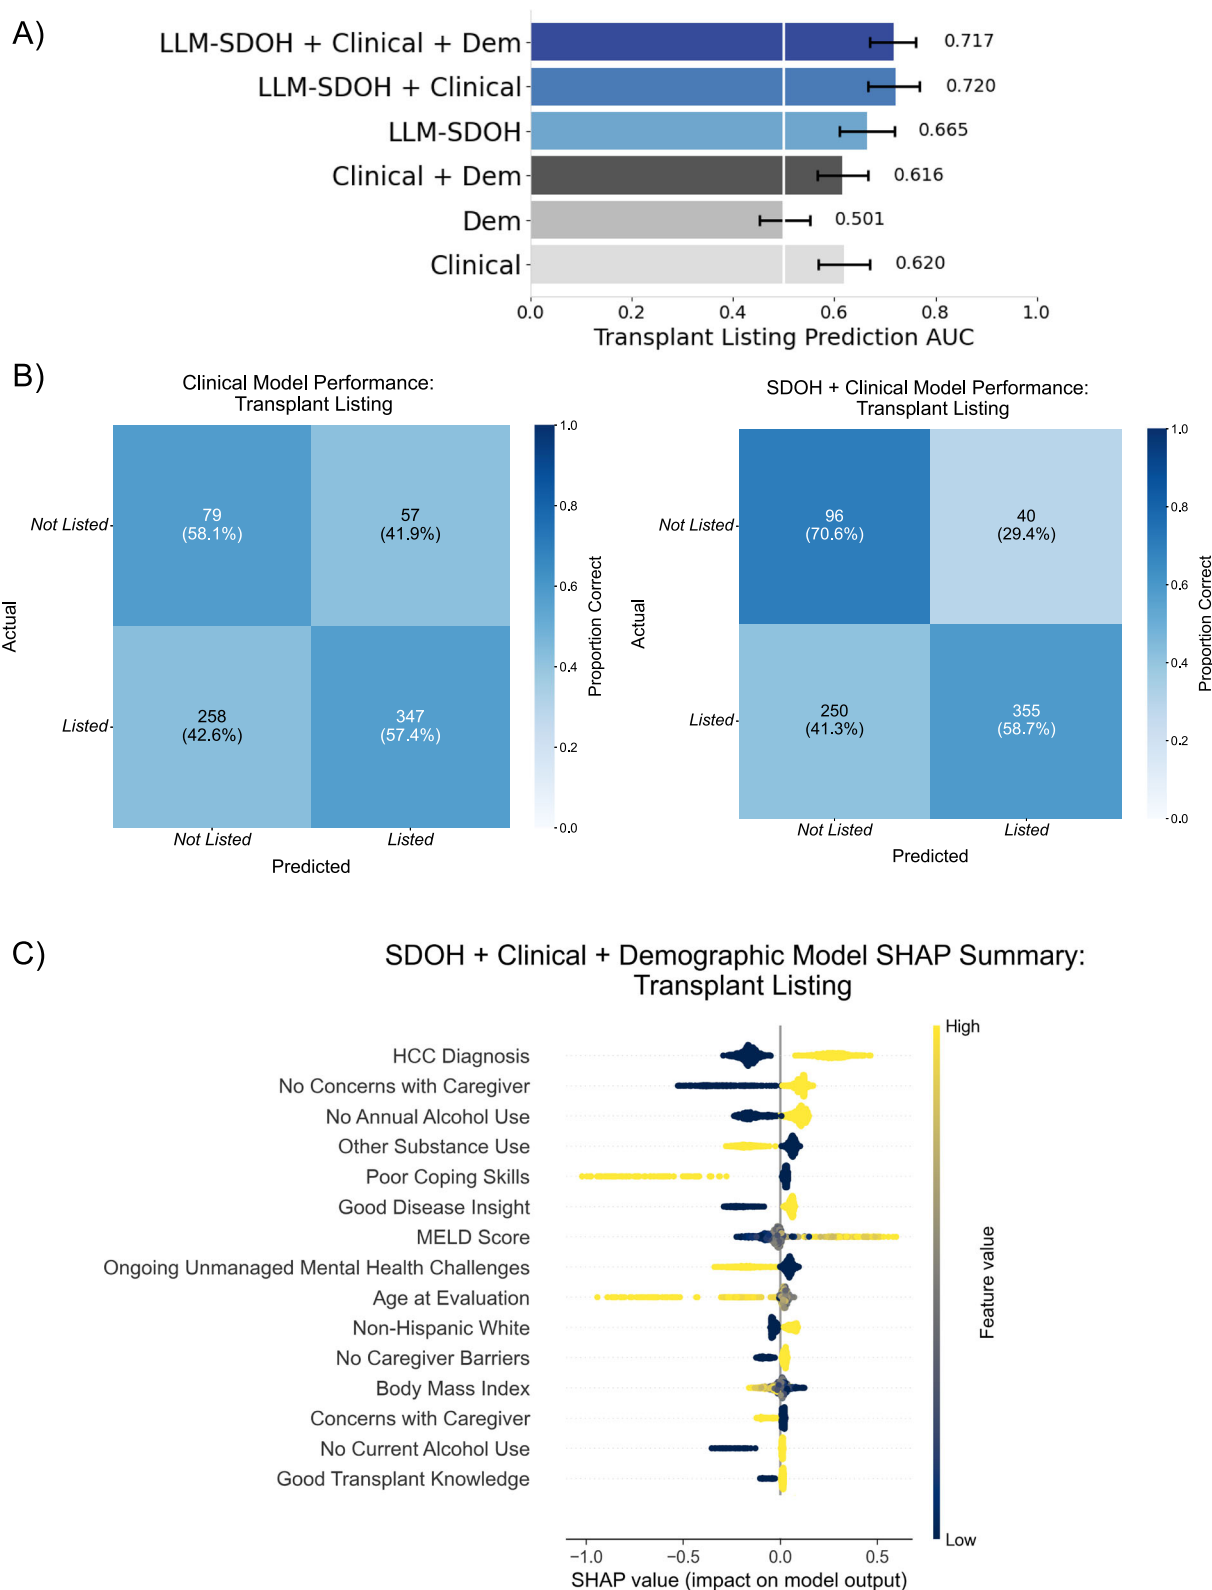 A)
LLM-SDOH + Clinical + Dem
0.717
LLM-SDOH + Clinical
0.720
LLM-SDOH
0.665
Clinical + Dem
0.616
Dem
0.501
Clinical
0.620
0.0 0.2 0.4 0.6 0.8 1.0
Transplant Listing Prediction AUC
B)
Clinical Model Performance:
Transplant Listing
Actual
Not Listed
Listed
79
(58.1%)
57
(41.9%)
258
(42.6%)
347
(57.4%)
Not Listed Listed
Predicted
1.0
0.8
0.6
0.4
0.2
0.0
Proportion Correct
SDOH + Clinical Model Performance:
Transplant Listing
Actual
Not Listed
Listed
96
(70.6%)
40
(29.4%)
250
(41.3%)
355
(58.7%)
Not Listed Listed
Predicted
1.0
0.8
0.6
0.4
0.2
0.0
Proportion Correct
C)
SDOH + Clinical + Demographic Model SHAP Summary:
Transplant Listing
HCC Diagnosis
No Concerns with Caregiver
No Annual Alcohol Use
Other Substance Use
Poor Coping Skills
Good Disease Insight
MELD Score
Ongoing Unmanaged Mental Health Challenges
Age at Evaluation
Non-Hispanic White
No Caregiver Barriers
Body Mass Index
Concerns with Caregiver
No Current Alcohol Use
Good Transplant Knowledge
−1.0 −0.5 0.0 0.5
SHAP value (impact on model output)
High
Feature value
Low